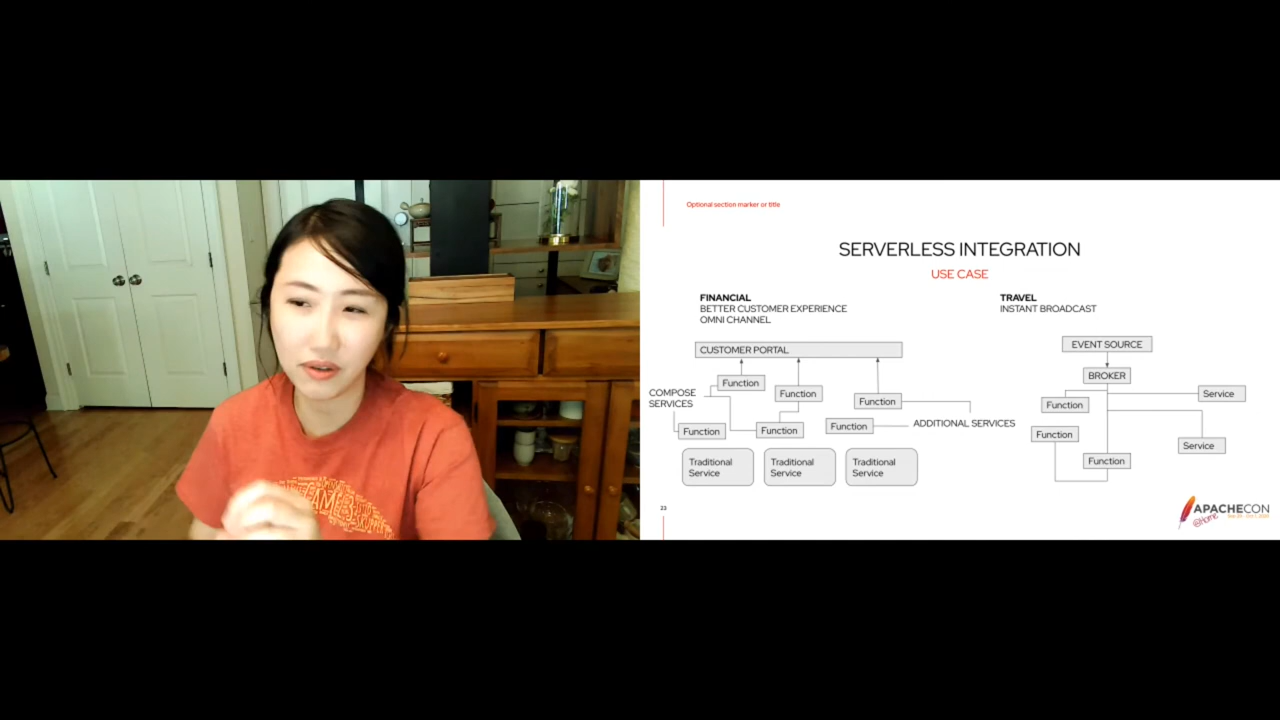 Optional section marker or title
SERVERLESS INTEGRATION
USE CASE
FINANCIAL
BETTER CUSTOMER EXPERIENCE
OMNI CHANNEL
CUSTOMER PORTAL
Function
Function
Function
COMPOSE
SERVICES
Function
Function
Function
ADDITIONAL SERVICES
Traditional
Service
Traditional
Service
Traditional
Service
TRAVEL
INSTANT BROADCAST
EVENT SOURCE
BROKER
Service
Function
Function
Service
Function
23
APACHECON
@Home